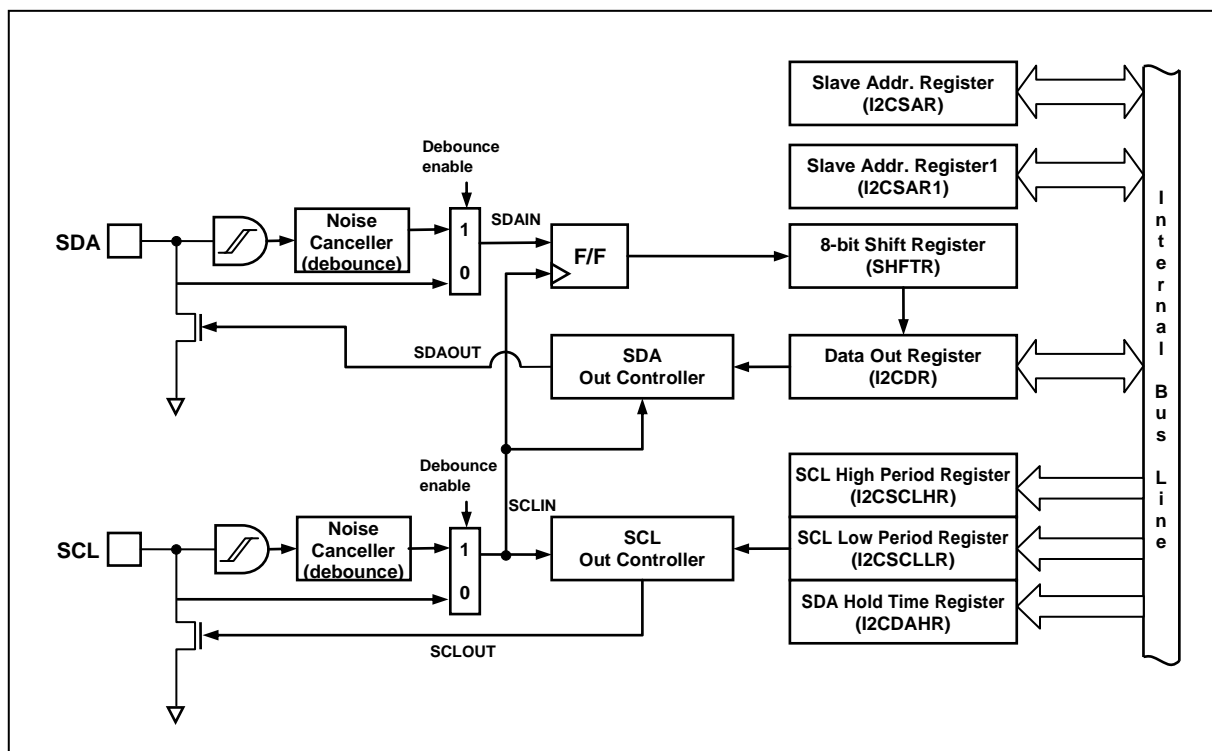 Slave Addr. Register
(I2CSAR)
Debounce
enable
Slave Addr. Register1
(I2CSAR1)
SDA
Noise
Canceller
(debounce)
1
0
SDAIN
F/F
8-bit Shift Register
(SHFTR)
SDAOUT
SDA
Out Controller
Data Out Register
(I2CDR)
Internal Bus Line
Debounce
enable
SCL High Period Register
(I2CSCLHR)
SCL
Noise
Canceller
(debounce)
1
0
SCLIN
SCL
Out Controller
SCL Low Period Register
(I2CSCLLR)
SDA Hold Time Register
(I2CDAHR)
SCLOUT